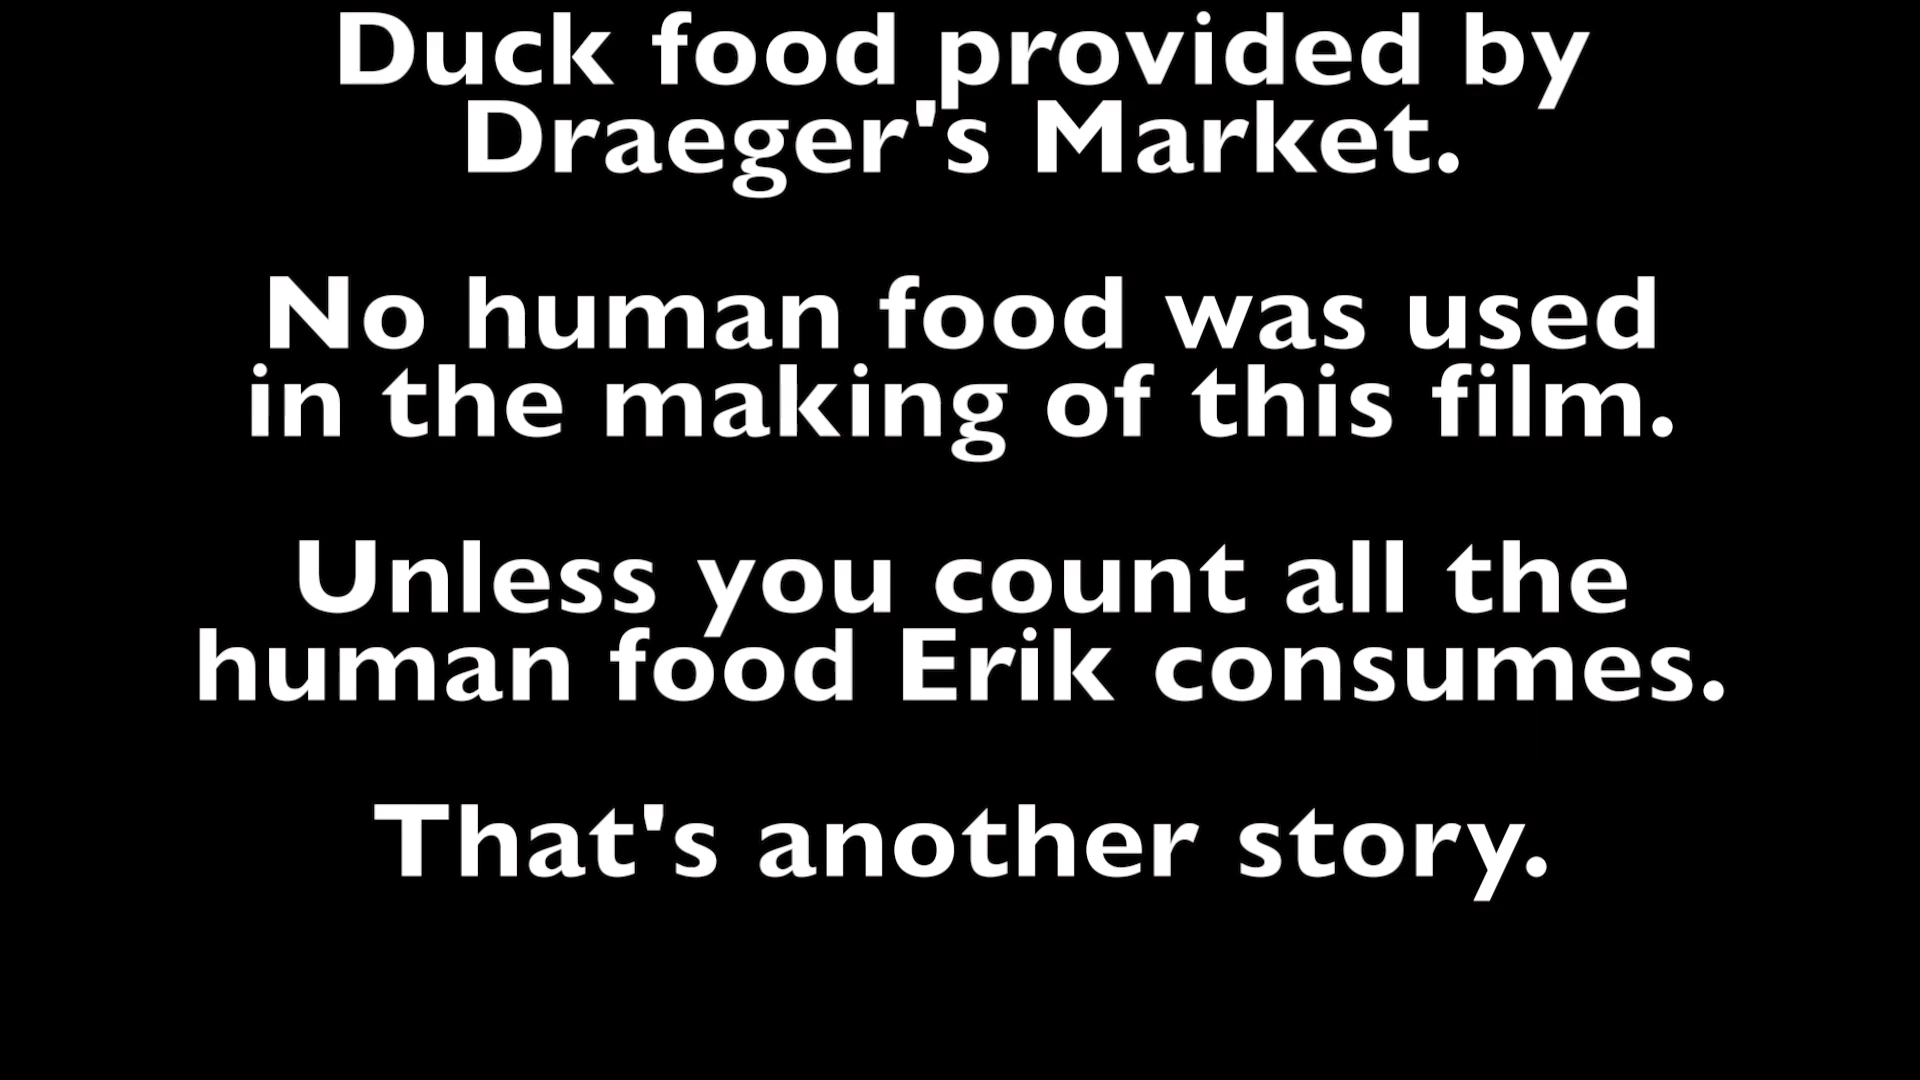 Duck food provided by
Draeger's Market.
No human food was used
in the making of this film.
Unless you count all the
human food Erik consumes.
That's another story.